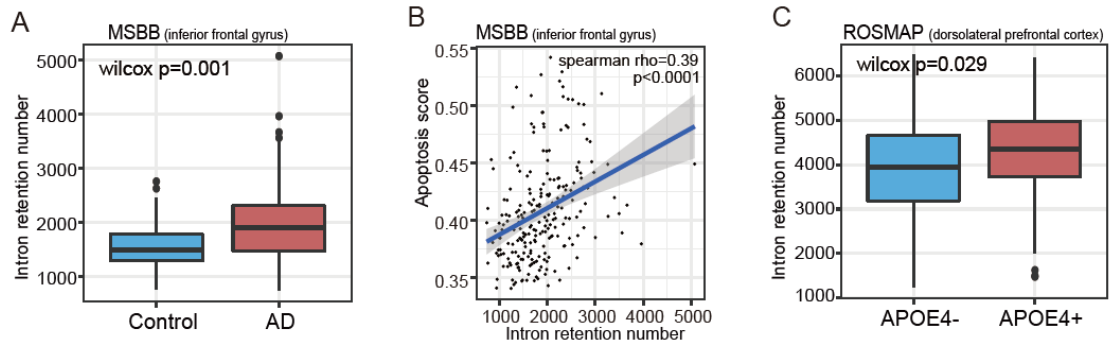 A
MSBB (inferior frontal gyrus)
wilcox p=0.001
Intron retention number
5000
4000
3000
2000
1000
Control
AD
B
MSBB (inferior frontal gyrus)
spearman rho=0.39
p<0.0001
Apoptosis score
0.55
0.50
0.45
0.40
0.35
1000 2000 3000 4000 5000
Intron retention number
C
ROSMAP (dorsolateral prefrontal cortex)
wilcox p=0.029
Intron retention number
6000
5000
4000
3000
2000
1000
APOE4-
APOE4+